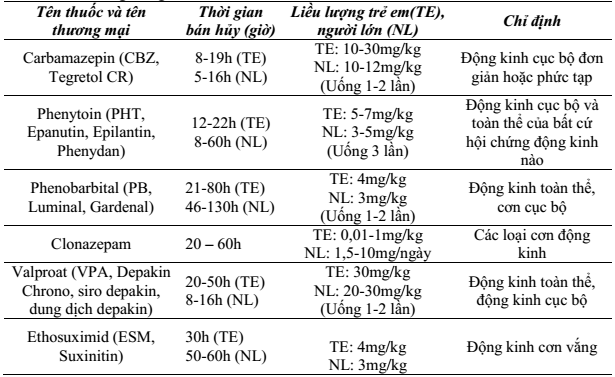 Tên thuốc và tên thương mại | Thời gian bán hủy (giờ) | Liều lượng trẻ em(TE), người lớn (NL) | Chỉ định
Carbamazepin (CBZ, Tegretol CR) | 8-19h (TE) 5-16h (NL) | TE: 10-30mg/kg NL: 10-12mg/kg (Uống 1-2 lần) | Động kinh cục bộ đơn giản hoặc phức tạp
Phenytoin (PHT, Epanutin, Epilantin, Phenydan) | 12-22h (TE) 8-60h (NL) | TE: 5-7mg/kg NL: 3-5mg/kg (Uống 3 lần) | Động kinh cục bộ và toàn thể của bất cứ hội chứng động kinh nào
Phenobarbital (PB, Luminal, Gardenal) | 21-80h (TE) 46-130h (NL) | TE: 4mg/kg NL: 3mg/kg (Uống 1-2 lần) | Động kinh toàn thể, cơn cục bộ
Clonazepam | 20 – 60h | TE: 0,01-1mg/kg NL: 1,5-10mg/ngày | Các loại cơn động kinh
Valproat (VPA, Depakin Chrono, siro depakin, dung dịch depakin) | 20-50h (TE) 8-16h (NL) | TE: 30mg/kg NL: 20-30mg/kg (Uống 1-2 lần) | Động kinh toàn thể, động kinh cục bộ
Ethosuximid (ESM, Suxinitin) | 30h (TE) 50-60h (NL) | TE: 4mg/kg NL: 3mg/kg | Động kinh cơn vắng